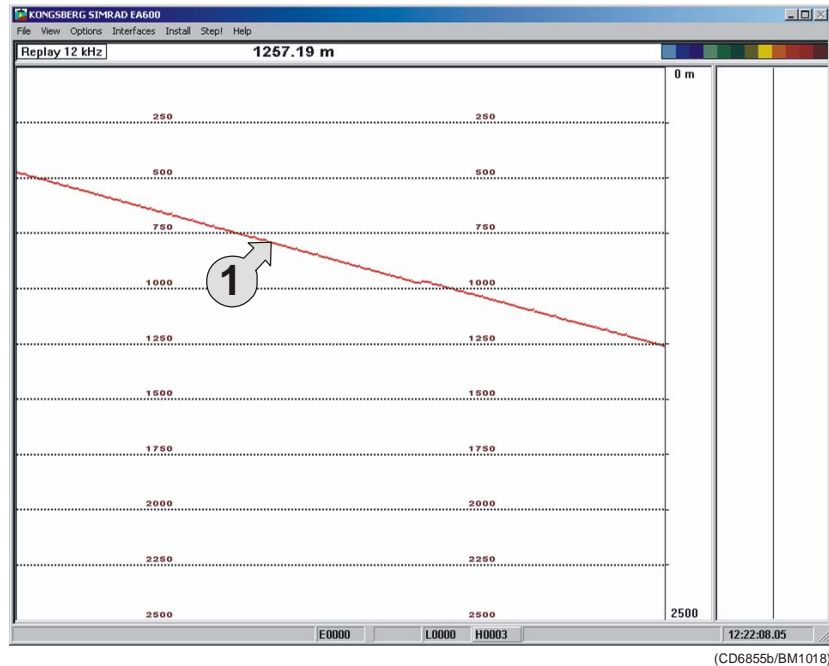 KONGSBERG SIMRAD EA600
File View Options Interfaces Install Step! Help
Replay 12 kHz 1257.19 m
0 m
250 250
500 500
750 750
1
1000 1000
1250 1250
1500 1500
1750 1750
2000 2000
2250 2250
2500 2500 2500
E0000 L0000 H0003 12:22:08.05
(CD6855b/BM1018)